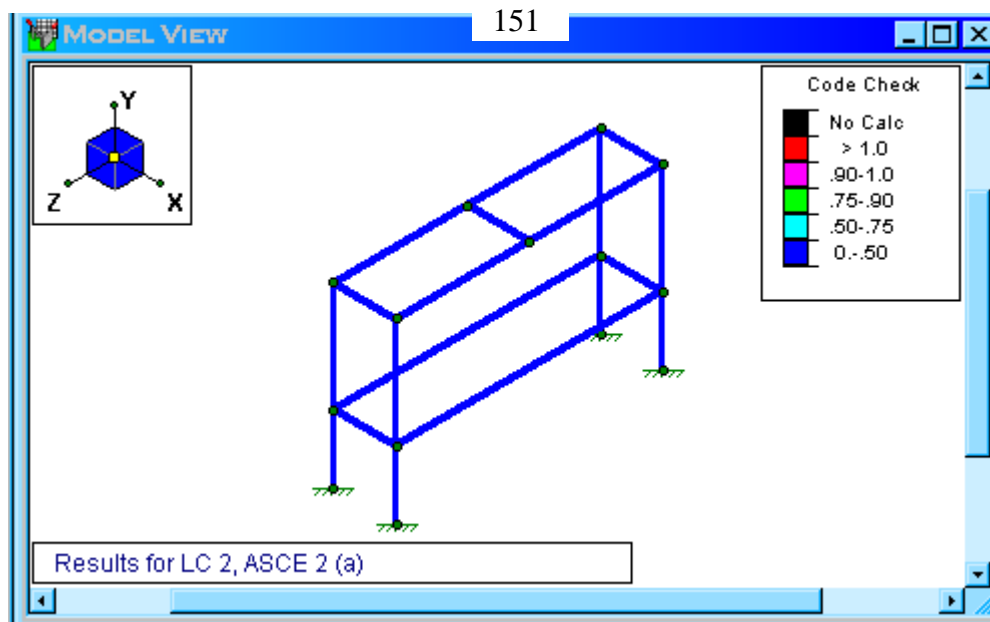 151
MODEL VIEW
Y
Z
X
Code Check
No Calc
> 1.0
.90-1.0
.75-.90
.50-.75
0.-.50
Results for LC 2, ASCE 2 (a)